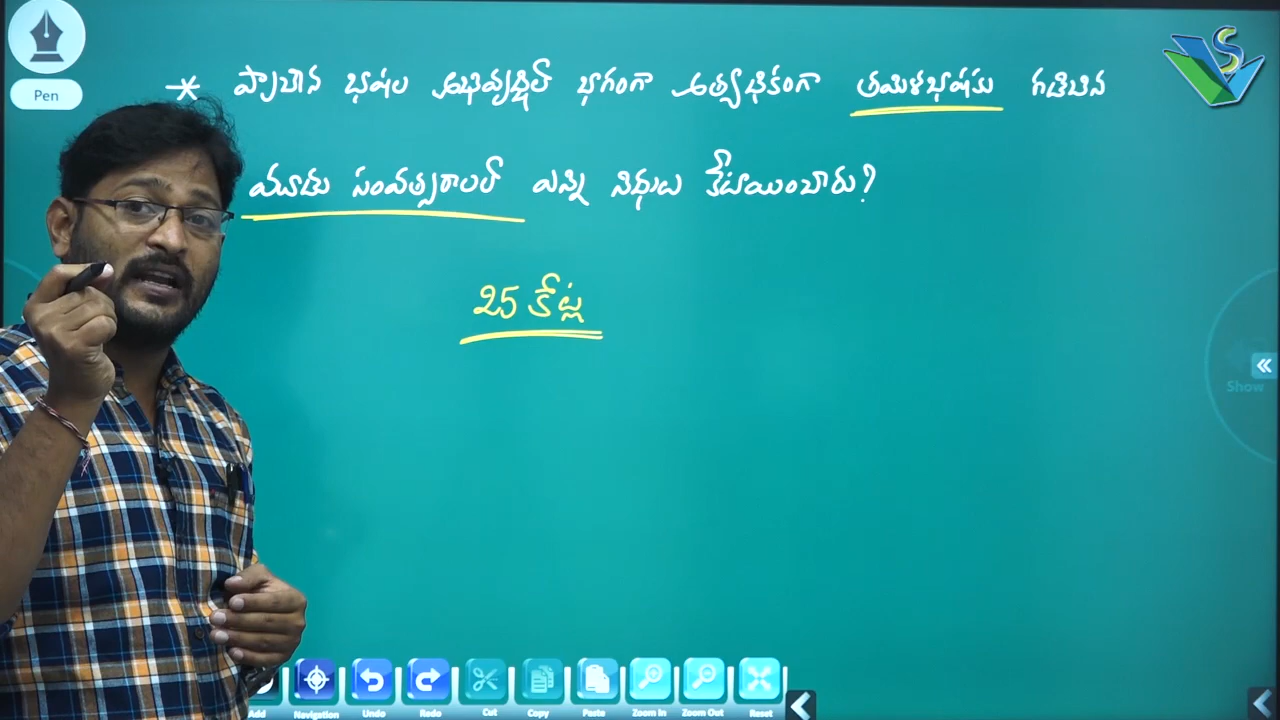 Pen
* ప్రాచీన భాషల అభివృద్ధిలో భాగంగా అత్యధికంగా తమిళభాషకు గడిచిన
మూడు సంవత్సరాలలో ఎన్ని నిధులు కేటాయించారు?
25 కోట్ల
Show
Add Navigation Undo Redo Cut Copy Paste Zoom In Zoom Out Reset